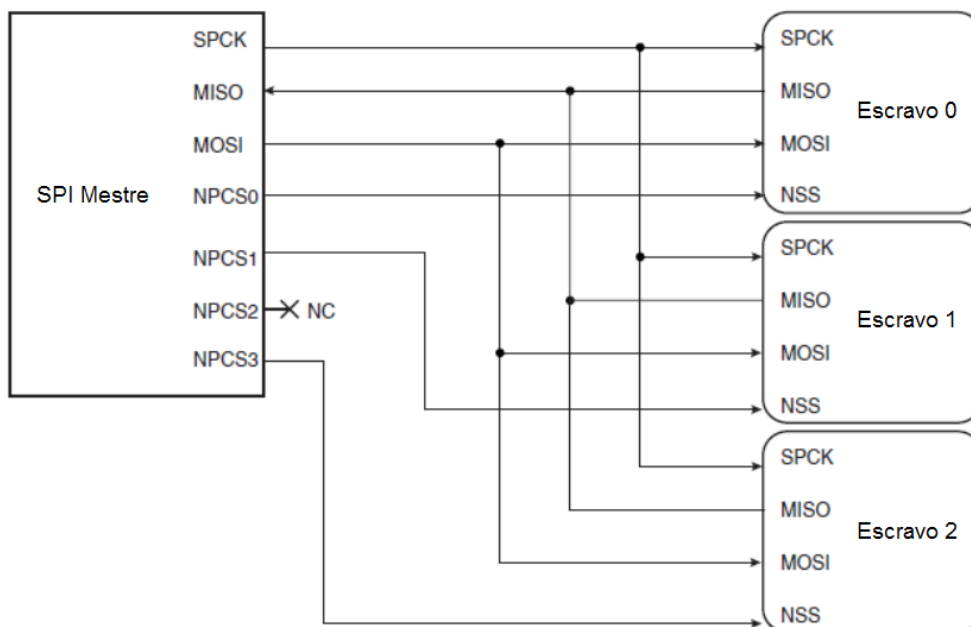 SPI Mestre
SPCK
MISO
MOSI
NPCS0
NPCS1
NPCS2 NC
NPCS3
SPCK
MISO
Escravo 0
MOSI
NSS
SPCK
MISO
Escravo 1
MOSI
NSS
SPCK
MISO
Escravo 2
MOSI
NSS